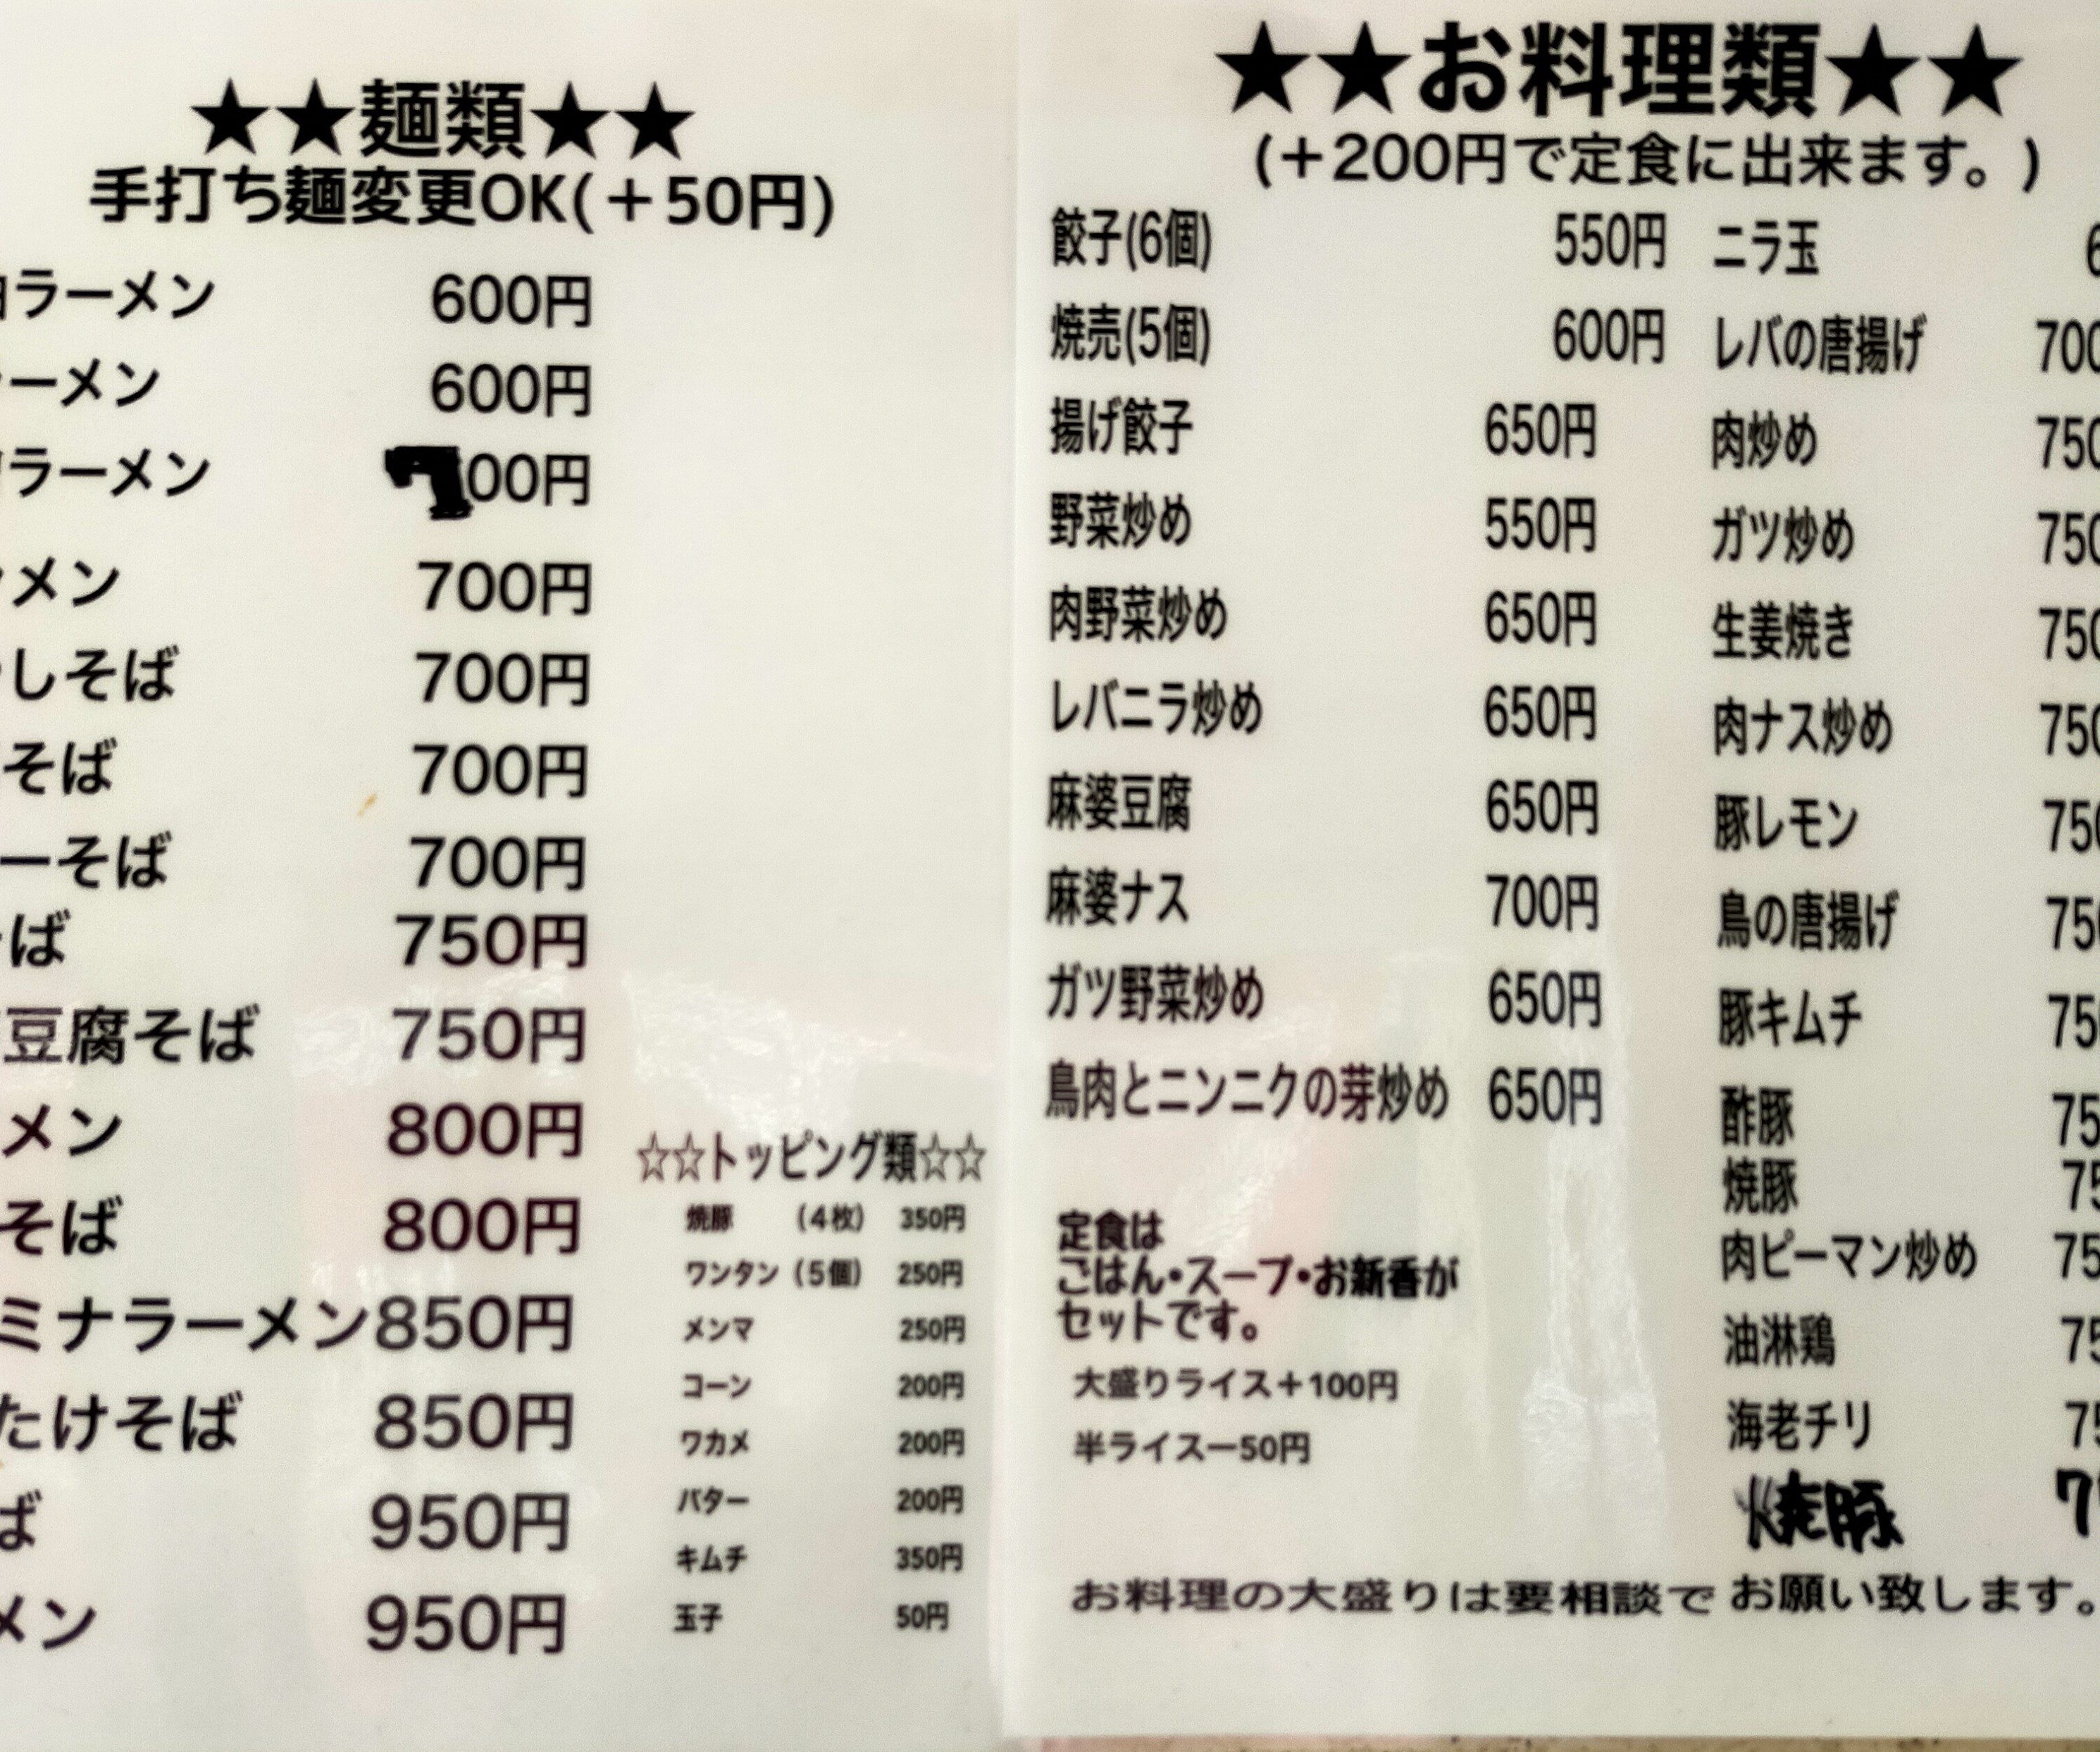 ★★麺類★★
手打ち麺変更OK(＋50円)
ラーメン 600円
ーメン 600円
ラーメン 700円
メン 700円
しそば 700円
そば 700円
ーそば 700円
ば 750円
豆腐そば 750円
メン 800円
そば 800円
ミナラーメン850円
たけそば 850円
ば 950円
メン 950円
☆☆トッピング類☆☆
焼豚 （4枚） 350円
ワンタン（5個） 250円
メンマ 250円
コーン 200円
ワカメ 200円
バター 200円
キムチ 350円
玉子 50円
★★お料理類★★
(＋200円で定食に出来ます。)
餃子(6個) 550円
焼売(5個) 600円
揚げ餃子 650円
野菜炒め 550円
肉野菜炒め 650円
レバニラ炒め 650円
麻婆豆腐 650円
麻婆ナス 700円
ガツ野菜炒め 650円
鳥肉とニンニクの芽炒め 650円
定食は
ごはん・スープ・お新香が
セットです。
大盛りライス＋100円
半ライスー50円
ニラ玉 6
レバの唐揚げ 700
肉炒め 750
ガツ炒め 750
生姜焼き 750
肉ナス炒め 750
豚レモン 750
鳥の唐揚げ 750
豚キムチ 750
酢豚 75
焼豚 75
肉ピーマン炒め 75
油淋鶏 75
海老チリ 75
焼豚 7
お料理の大盛りは要相談でお願い致します。